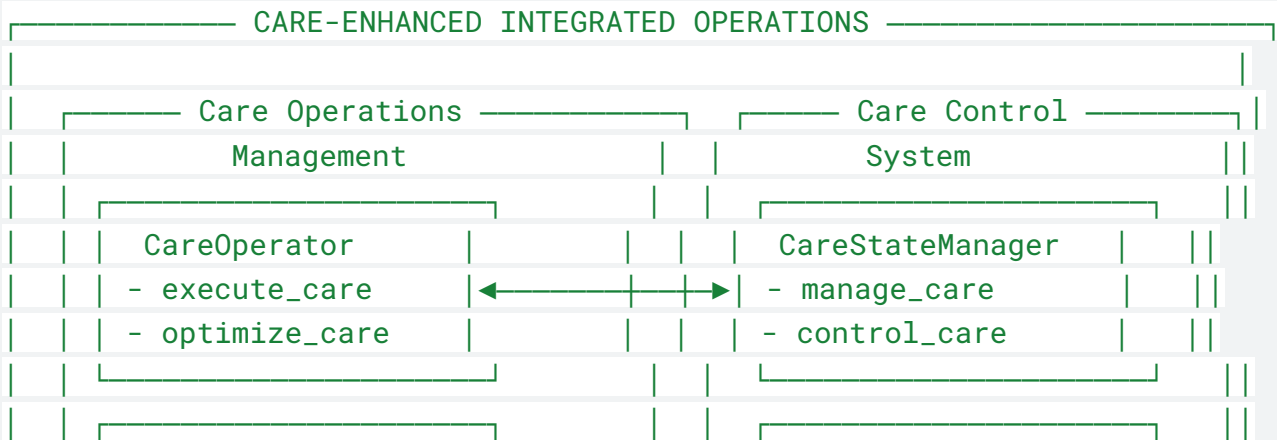 ┌───────────── CARE-ENHANCED INTEGRATED OPERATIONS ──────────────────────┐
│                                                                      │
│  ┌────── Care Operations ───────────┐  ┌───── Care Control ────────┐│
│  │         Management              │  │        System              ││
│  │ ┌──────────────────────┐        │  │  ┌──────────────────────┐   ││
│  │ │  CareOperator      │        │  │  │  CareStateManager   │   ││
│  │ │ - execute_care     │◄───────┼──┼─►│ - manage_care       │   ││
│  │ │ - optimize_care    │        │  │  │ - control_care      │   ││
│  │ └──────────────────────┘        │  │  └──────────────────────┘   ││
│  │ ┌──────────────────────┐        │  │  ┌──────────────────────┐   ││